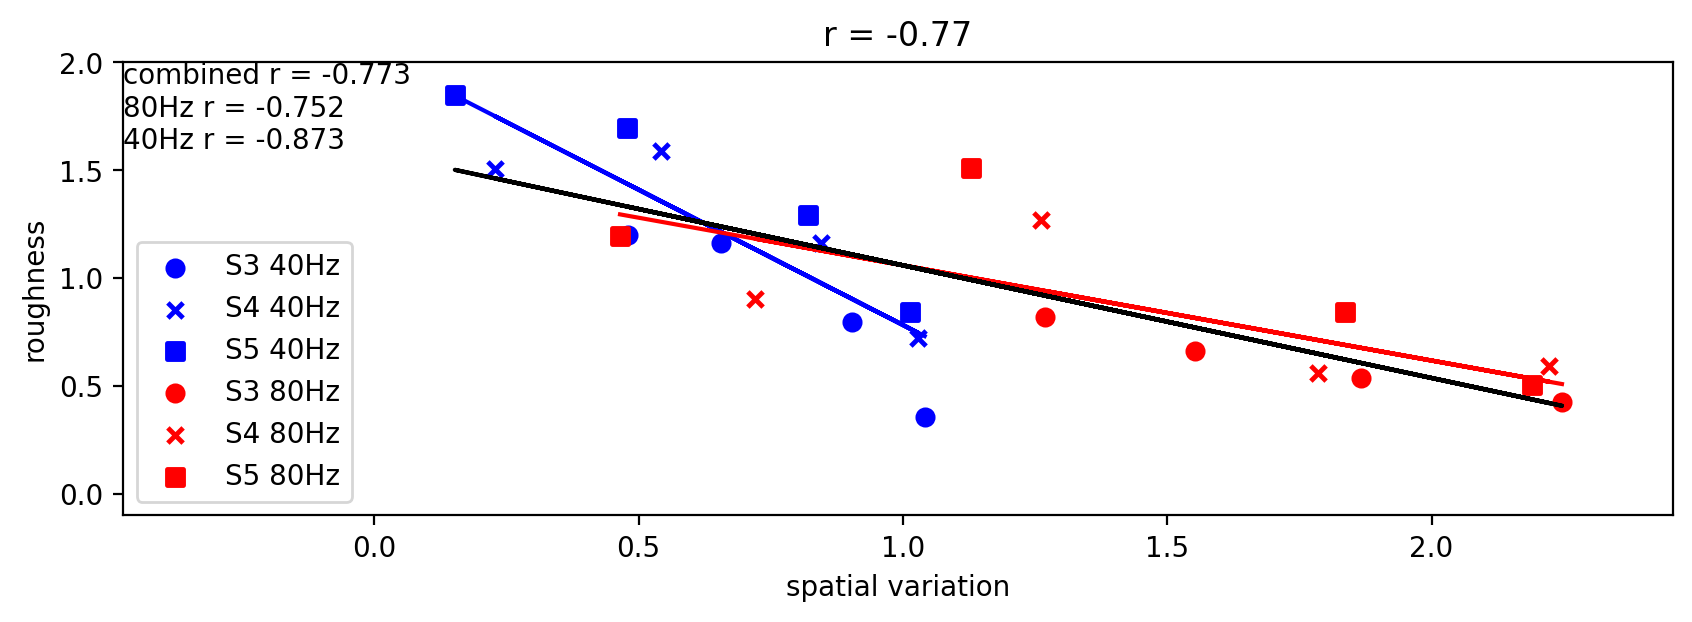 r = -0.77
combined r = -0.773
80Hz r = -0.752
40Hz r = -0.873
2.0
1.5
1.0
0.5
0.0
roughness
S3 40Hz
S4 40Hz
S5 40Hz
S3 80Hz
S4 80Hz
S5 80Hz
0.0 0.5 1.0 1.5 2.0
spatial variation